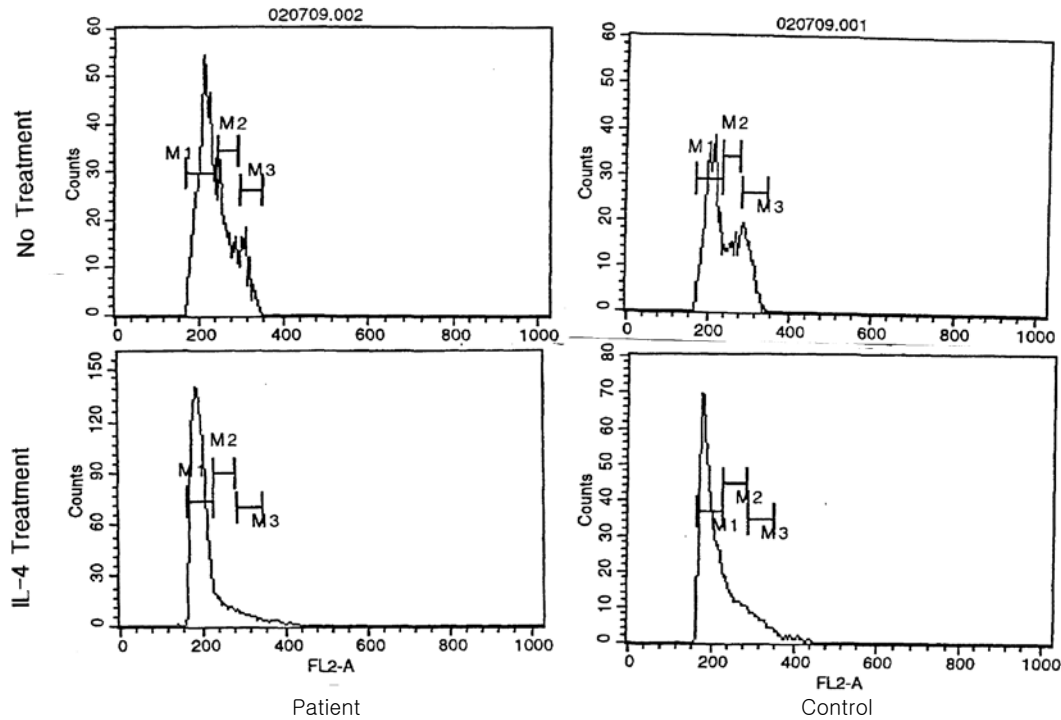 020709.002
No Treatment
Counts
60
50
40
30
20
10
0
M1
M2
M3
0 200 400 600 800 1000
020709.001
Counts
60
50
40
30
20
10
0
M1
M2
M3
0 200 400 600 800 1000
IL-4 Treatment
Counts
150
120
90
60
30
0
M1
M2
M3
0 200 400 600 800 1000
FL2-A
Patient
Counts
80
70
60
50
40
30
20
10
0
M2
M1
M3
0 200 400 600 800 1000
FL2-A
Control